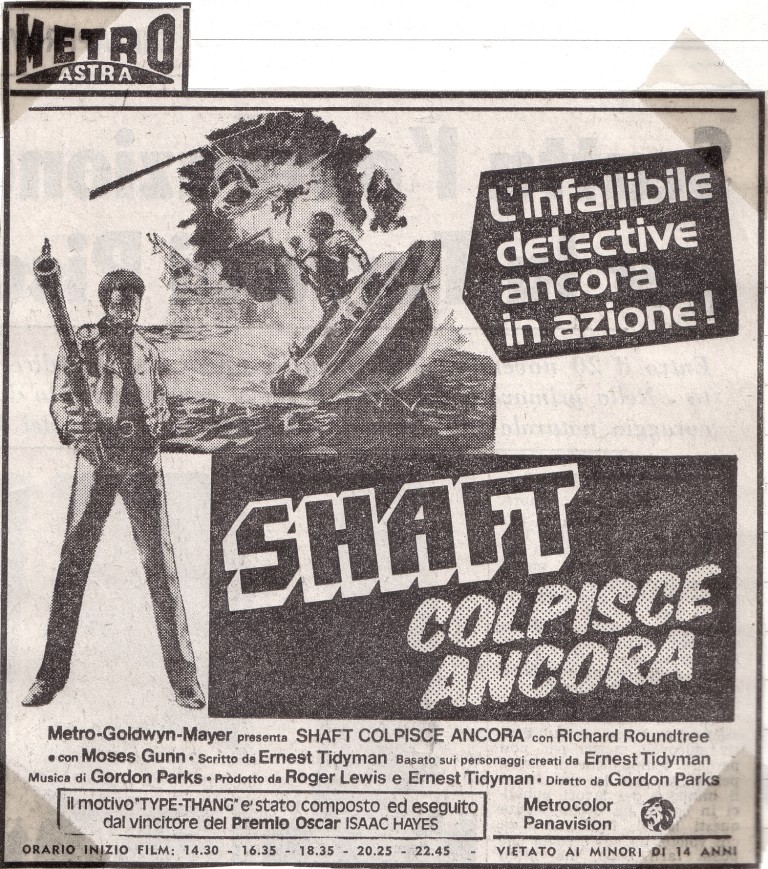 METRO
ASTRA
L'infallibile
detective
ancora
in azione!
SHAFT
COLPISCE
ANCORA
Metro-Goldwyn-Mayer presenta SHAFT COLPISCE ANCORA con Richard Roundtree
e con Moses Gunn • Scritto da Ernest Tidyman Basato sui personaggi creati da Ernest Tidyman
Musica di Gordon Parks • Prodotto da Roger Lewis e Ernest Tidyman • Diretto da Gordon Parks
il motivo "TYPE-THANG" e' stato composto ed eseguito
dal vincitore del Premio Oscar ISAAC HAYES
Metrocolor
Panavision
ORARIO INIZIO FILM: 14.30 - 16.35 - 18.35 - 20.25 - 22.45 - VIETATO AI MINORI DI 14 ANNI